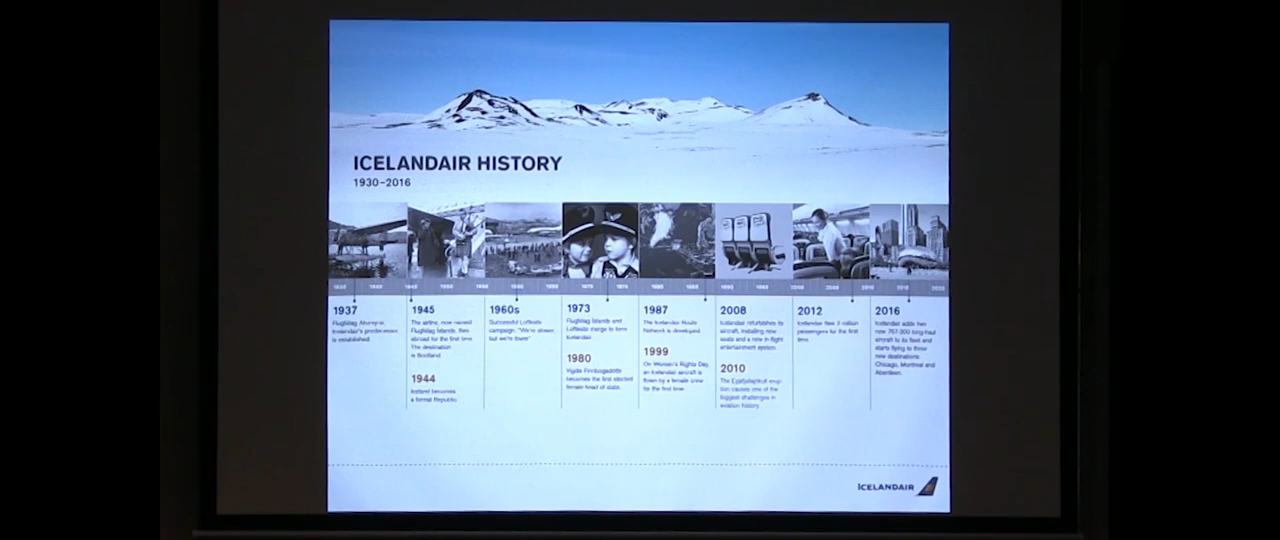 ICELANDAIR HISTORY
1930–2016
1937
Flugfélag Akureyrar,
Icelandair's predecessor
is established.
1945
The airline, now named
Flugfélag Íslands, flies
abroad for the first time.
The destination
is Scotland.
1944
Iceland becomes
a formal Republic.
1960s
Successful Loftleiðir
campaign. "We're slower
but we're lower"
1973
Flugfélag Íslands and
Loftleiðir merge to form
Icelandair.
1980
Vigdís Finnbogadóttir
becomes the first elected
female head of state.
1987
The Icelandair Route
Network is developed.
1999
On Women's Rights Day,
an Icelandair aircraft is
flown by a female crew
for the first time.
2008
Icelandair refurbishes its
aircraft, installing new
seats and a new in flight
entertainment system.
2010
The Eyjafjallajökull erup-
tion causes one of the
biggest challenges in
aviation history.
2012
Icelandair flies 2 million
passengers for the first
time.
2016
Icelandair adds two
new 767-300 long-haul
aircraft to its fleet and
starts flying to three
new destinations:
Chicago, Montreal and
Aberdeen.
ICELANDAIR